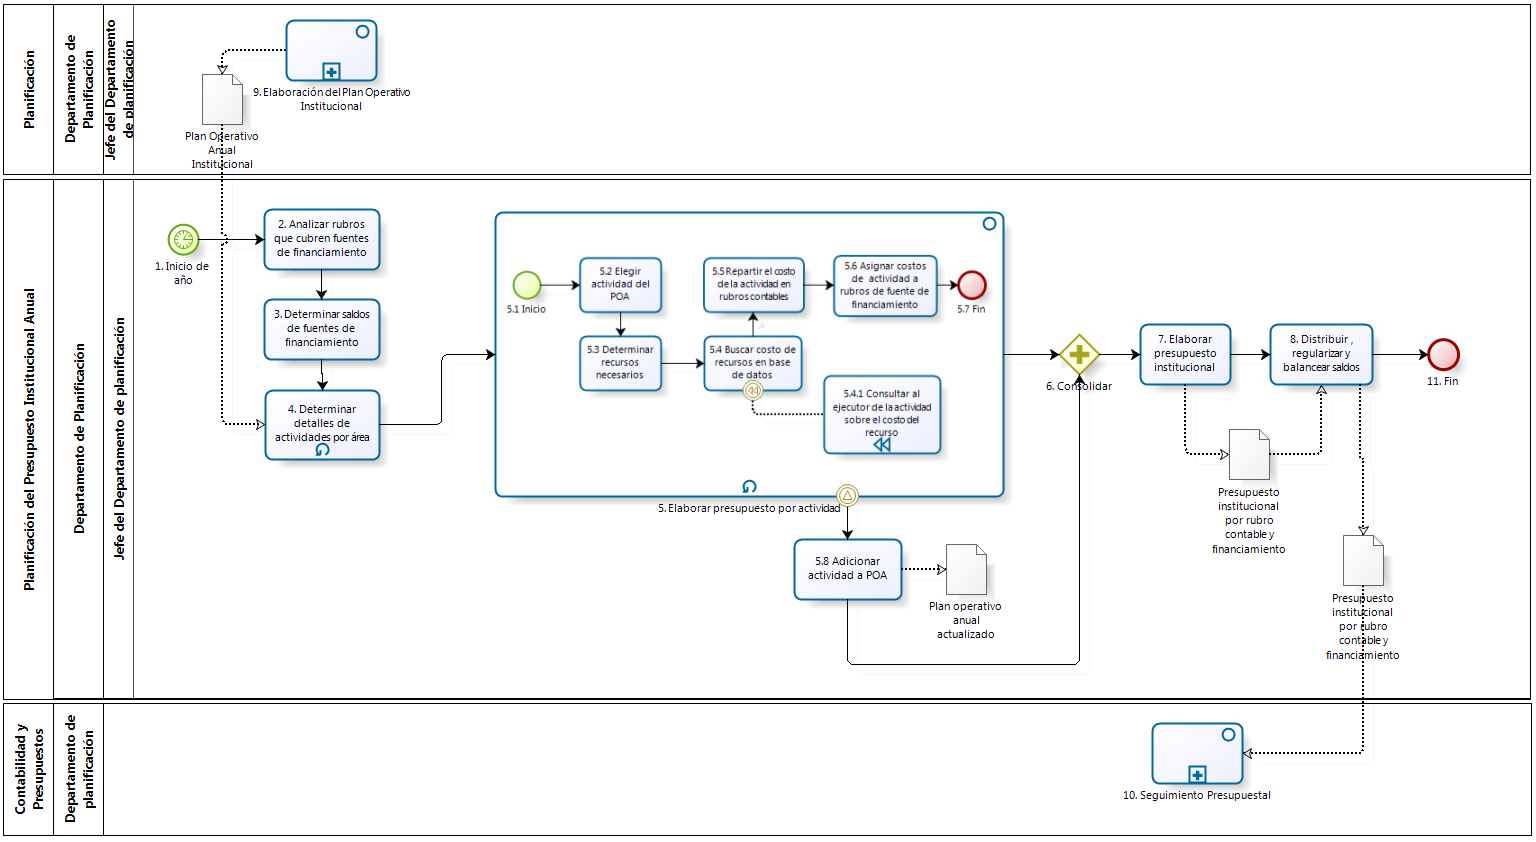 Planificación
Departamento de
Planificación
Jefe del Departamento
de planificación
9. Elaboración del Plan Operativo
Institucional
Plan Operativo
Anual
Institucional
Planificación del Presupuesto Institucional Anual
Departamento de Planificación
Jefe del Departamento de planificación
1. Inicio de
año
2. Analizar rubros
que cubren fuentes
de financiamiento
3. Determinar saldos
de fuentes de
financiamiento
4. Determinar
detalles de
actividades por área
5.1 Inicio
5.2 Elegir
actividad del
POA
5.3 Determinar
recursos
necesarios
5.4 Buscar costo de
recursos en base
de datos
5.5 Repartir el costo
de la actividad en
rubros contables
5.6 Asignar costos
de actividad a
rubros de fuente de
financiamiento
5.7 Fin
5.4.1 Consultar al
ejecutor de la actividad
sobre el costo del
recurso
5. Elaborar presupuesto por actividad
5.8 Adicionar
actividad a POA
Plan operativo
anual
actualizado
6. Consolidar
7. Elaborar
presupuesto
institucional
8. Distribuir ,
regularizar y
balancear saldos
11. Fin
Presupuesto
institucional
por rubro
contable y
financiamiento
Presupuesto
institucional
por rubro
contable y
financiamiento
Contabilidad y
Presupuestos
Departamento de
planificación
10. Seguimiento Presupuestal